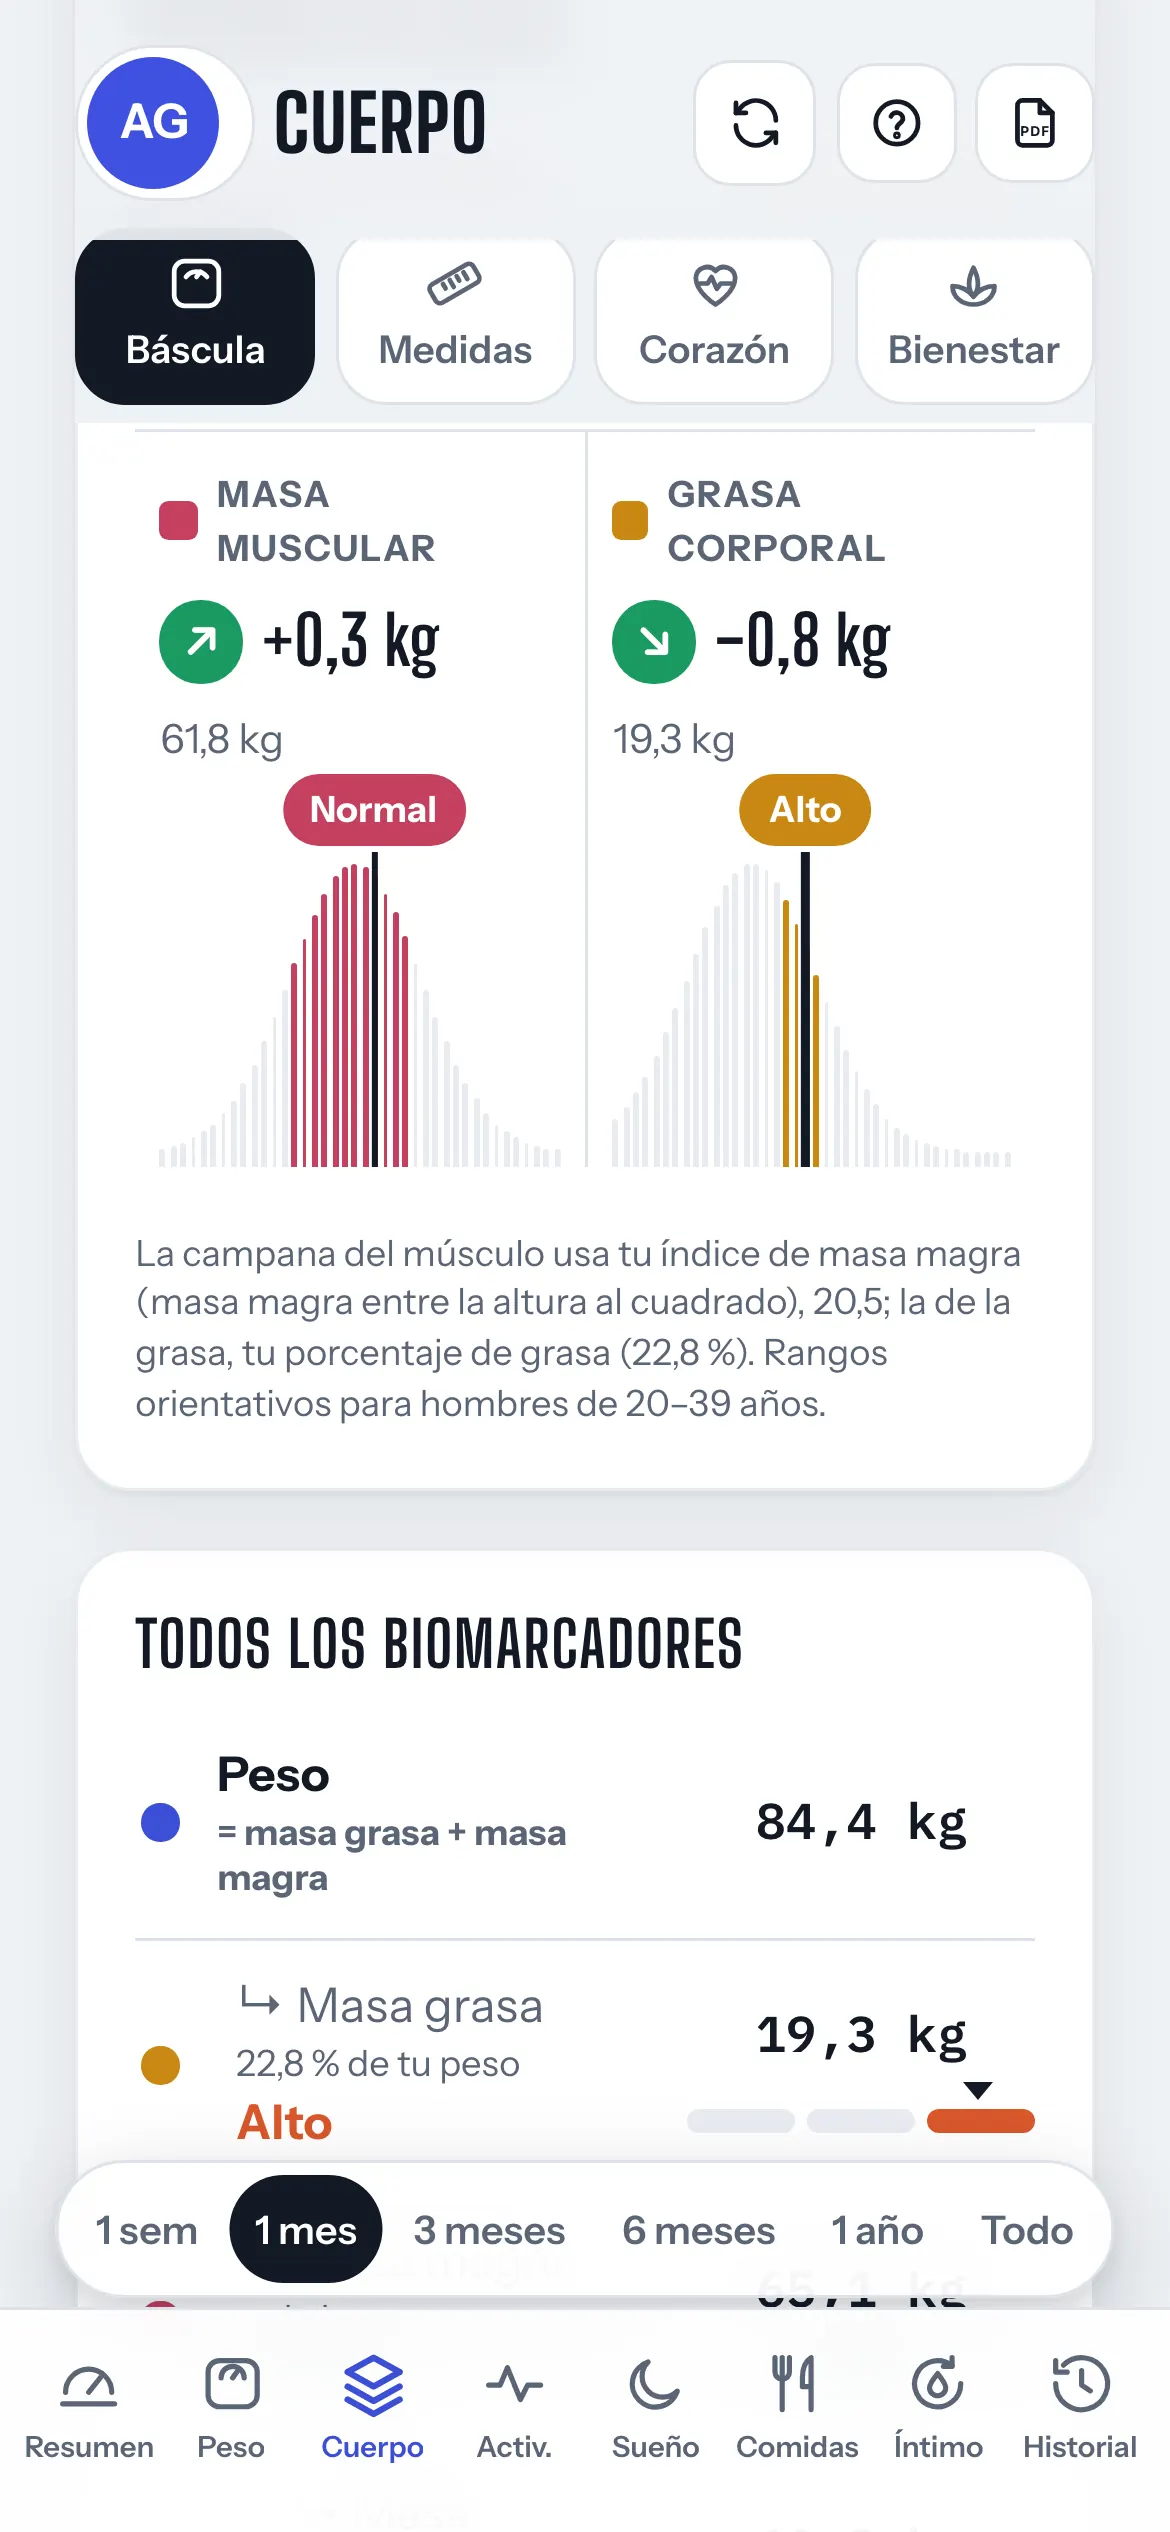 AG
CUERPO
PDF
Báscula
Medidas
Corazón
Bienestar
MASA
MUSCULAR
+0,3 kg
61,8 kg
Normal
GRASA
CORPORAL
−0,8 kg
19,3 kg
Alto
La campana del músculo usa tu índice de masa magra
(masa magra entre la altura al cuadrado), 20,5; la de la
grasa, tu porcentaje de grasa (22,8 %). Rangos
orientativos para hombres de 20–39 años.
TODOS LOS BIOMARCADORES
Peso
= masa grasa + masa
magra
84,4 kg
↳ Masa grasa
22,8 % de tu peso
Alto
19,3 kg
1 sem
1 mes
3 meses
6 meses
1 año
Todo
65,1 kg
Resumen
Peso
Cuerpo
Activ.
Sueño
Comidas
Íntimo
Historial